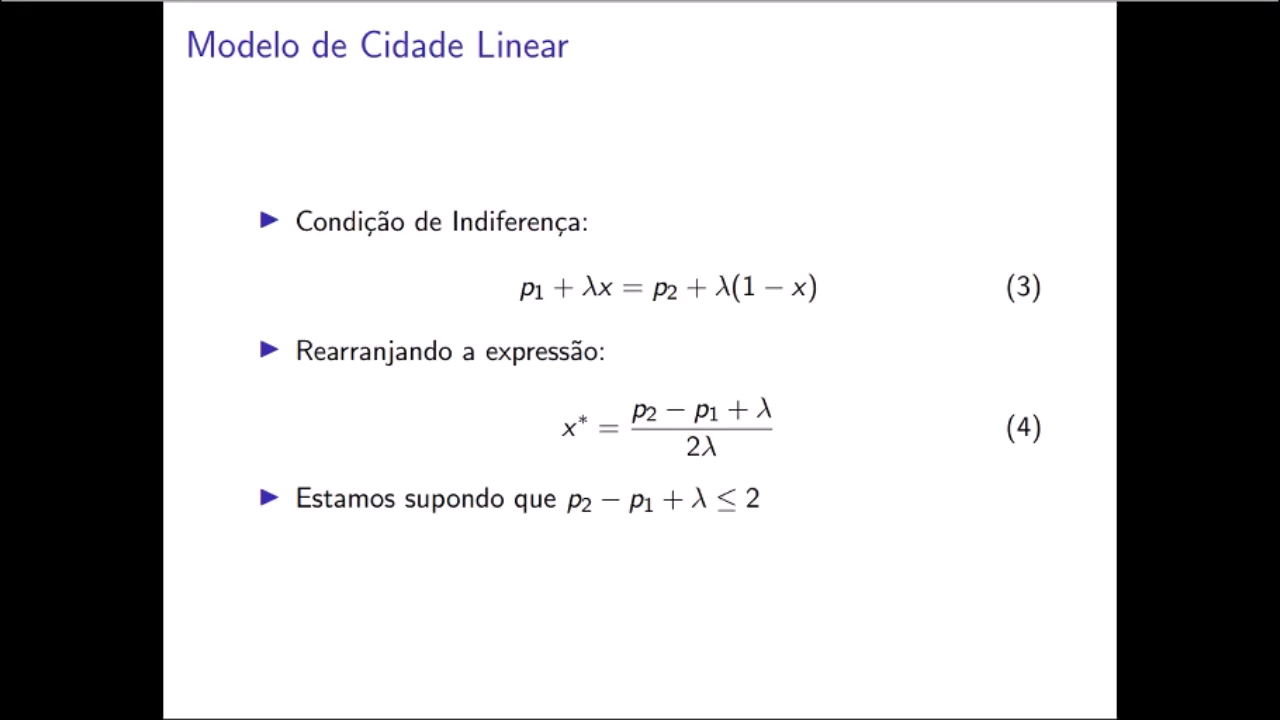 Modelo de Cidade Linear
▶ Condição de Indiferença:
p₁ + λx = p₂ + λ(1 − x) (3)
▶ Rearranjando a expressão:
x* = (p₂ − p₁ + λ) / 2λ (4)
▶ Estamos supondo que p₂ − p₁ + λ ≤ 2